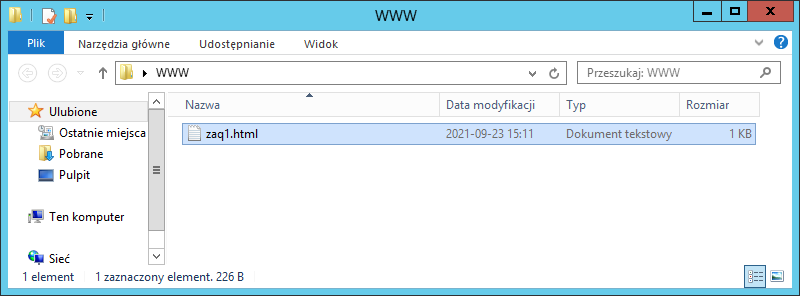 WWW
Plik Narzędzia główne Udostępnianie Widok
WWW
Przeszukaj: WWW
Ulubione
Ostatnie miejsca
Pobrane
Pulpit
Ten komputer
Sieć
Nazwa Data modyfikacji Typ Rozmiar
zaq1.html 2021-09-23 15:11 Dokument tekstowy 1 KB
1 element 1 zaznaczony element. 226 B